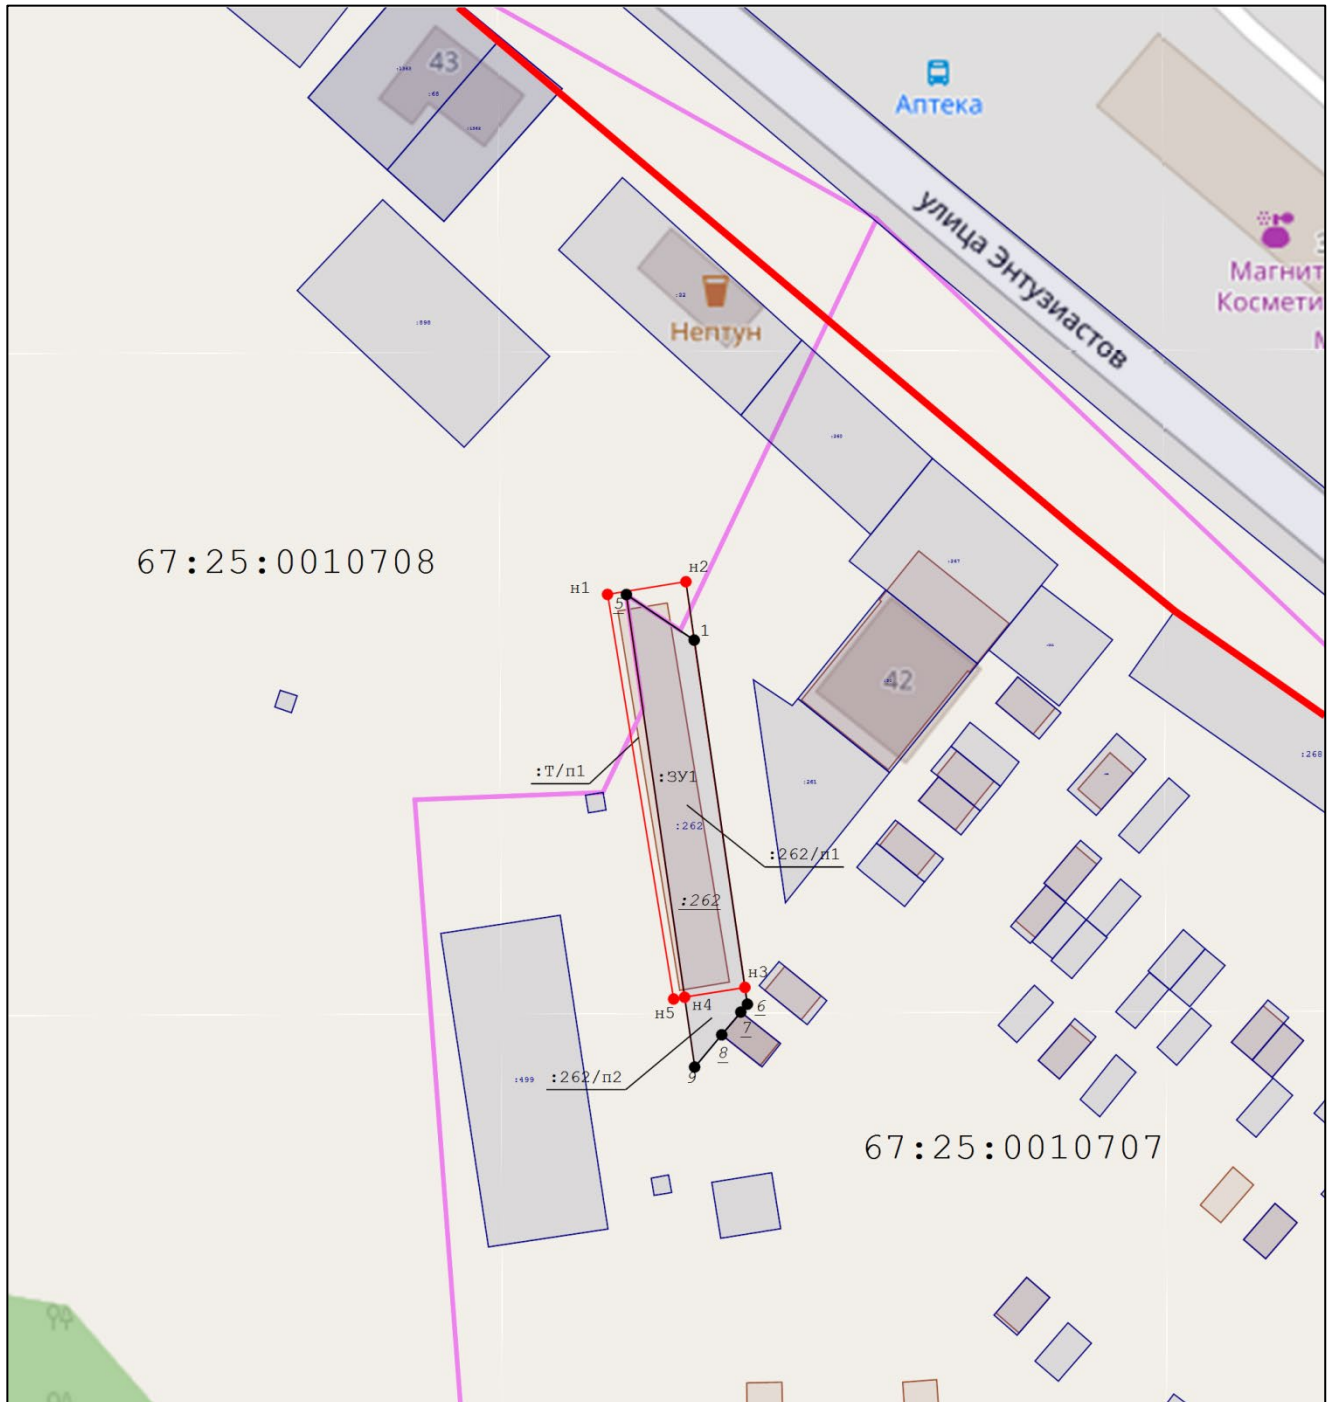 43
Аптека
улица Энтузиастов
Магнит
Космети
Нептун
67:25:0010708
н1
н2
5
1
42
:Т/п1
:ЗУ1
:262
:262/п1
:262
:268
н3
н5
н4
6
7
8
9
:499
:262/п2
67:25:0010707